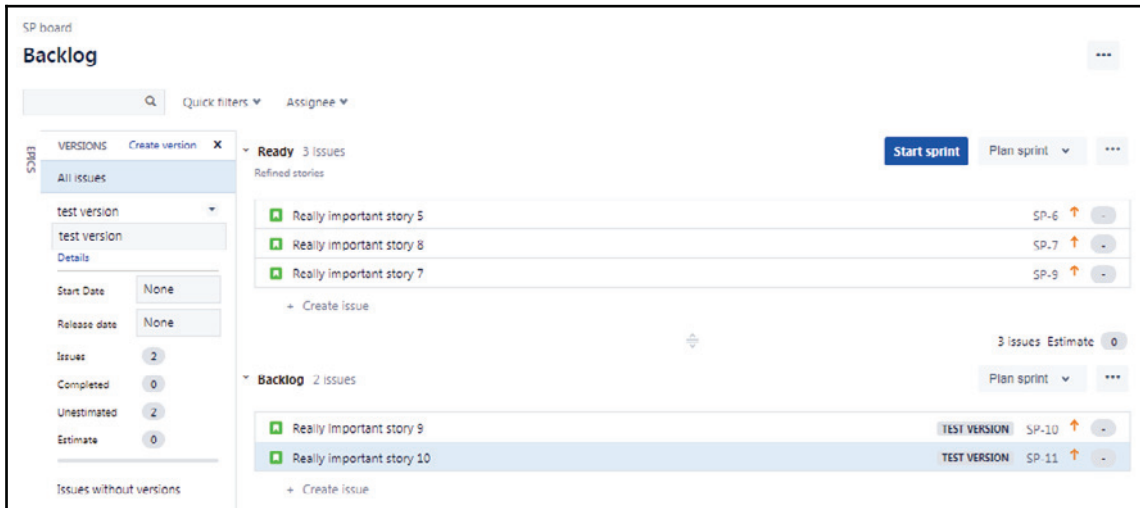 SP board
Backlog
...
Quick filters Assignee
EPICS
VERSIONS Create version X
All issues
test version
test version
Details
Start Date None
Release date None
Issues 2
Completed 0
Unestimated 2
Estimate 0
Issues without versions
Ready 3 issues Start sprint Plan sprint ...
Refined stories
Really important story 5 SP-6 -
Really important story 8 SP-7 -
Really important story 7 SP-9 -
+ Create issue
3 issues Estimate 0
Backlog 2 issues Plan sprint ...
Really important story 9 TEST VERSION SP-10 -
Really important story 10 TEST VERSION SP-11 -
+ Create issue